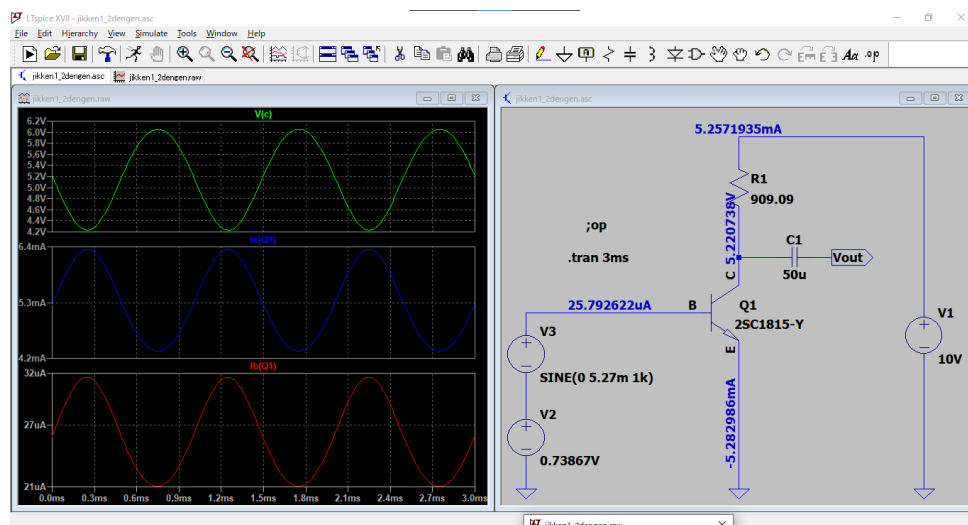 LTspice XVII - jikken1_2dengen.asc
File Edit Hierarchy View Simulate Tools Window Help
Aa .op
jikken1_2dengen.asc jikken1_2dengen.raw
jikken1_2dengen.raw
V(c)
6.2V
6.0V
5.8V
5.6V
5.4V
5.2V
5.0V
4.8V
4.6V
4.4V
4.2V
Ic(Q1)
6.4mA
5.3mA
4.2mA
Ib(Q1)
32uA
27uA
21uA
0.0ms 0.3ms 0.6ms 0.9ms 1.2ms 1.5ms 1.8ms 2.1ms 2.4ms 2.7ms 3.0ms
jikken1_2dengen.asc
5.2571935mA
R1
909.09
;op
.tran 3ms
5.220738V
C1
50u
Vout
C
25.792622uA
B
Q1
2SC1815-Y
E
V3
SINE(0 5.27m 1k)
V2
0.73867V
-5.282986mA
V1
10V
jikken1_2dengen.raw